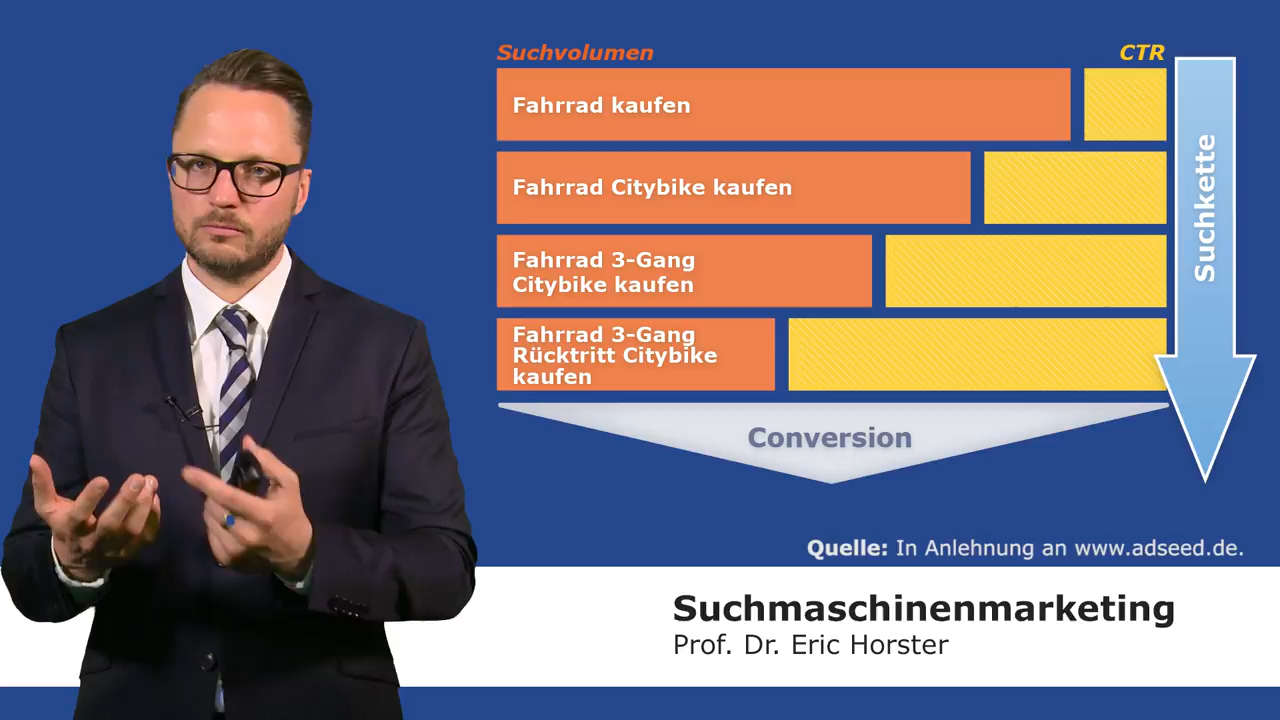 Suchvolumen
CTR
Fahrrad kaufen
Fahrrad Citybike kaufen
Fahrrad 3-Gang
Citybike kaufen
Fahrrad 3-Gang
Rücktritt Citybike
kaufen
Suchkette
Conversion
Quelle: In Anlehnung an www.adseed.de.
Suchmaschinenmarketing
Prof. Dr. Eric Horster